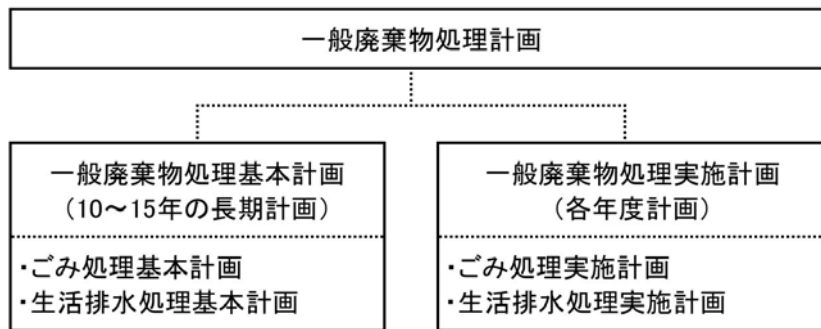 一般廃棄物処理計画
一般廃棄物処理基本計画
（10～15年の長期計画）
・ごみ処理基本計画
・生活排水処理基本計画
一般廃棄物処理実施計画
（各年度計画）
・ごみ処理実施計画
・生活排水処理実施計画